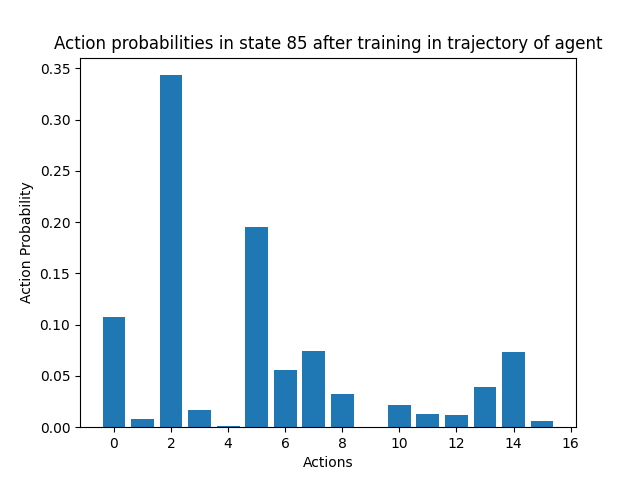 Action probabilities in state 85 after training in trajectory of agent
0.35
0.30
0.25
0.20
0.15
0.10
0.05
0.00
Action Probability
0 2 4 6 8 10 12 14 16
Actions